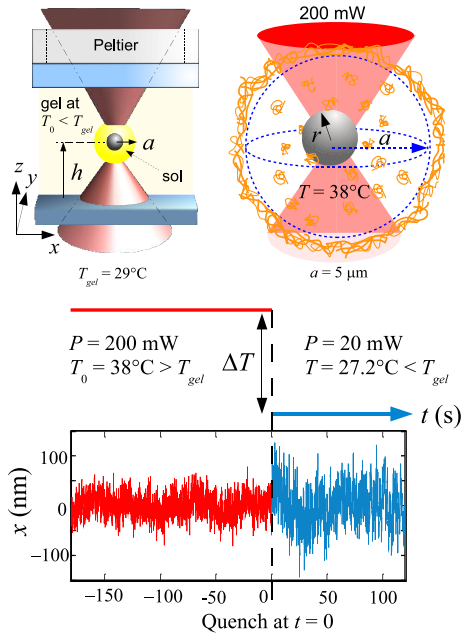 200 mW
Peltier
gel at
T0 < Tgel
a
sol
h
z
y
x
r
a
T = 38°C
Tgel = 29°C
a = 5 μm
P = 200 mW
T0 = 38°C > Tgel
ΔT
P = 20 mW
T = 27.2°C < Tgel
t (s)
x (nm)
100
0
−100
−150
−100
-50
0
50
100
Quench at t = 0